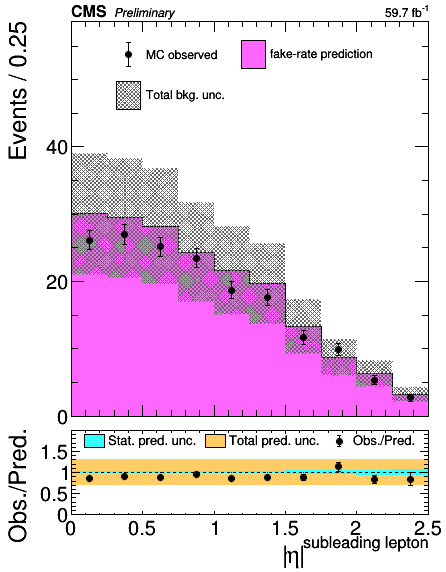 CMS Preliminary 59.7 fb⁻¹
Events / 0.25
MC observed
fake-rate prediction
Total bkg. unc.
40
20
0
Obs./Pred.
Stat. pred. unc.
Total pred. unc.
Obs./Pred.
1.5
1
0.5
0
0 0.5 1 1.5 2 2.5
|η|subleading lepton